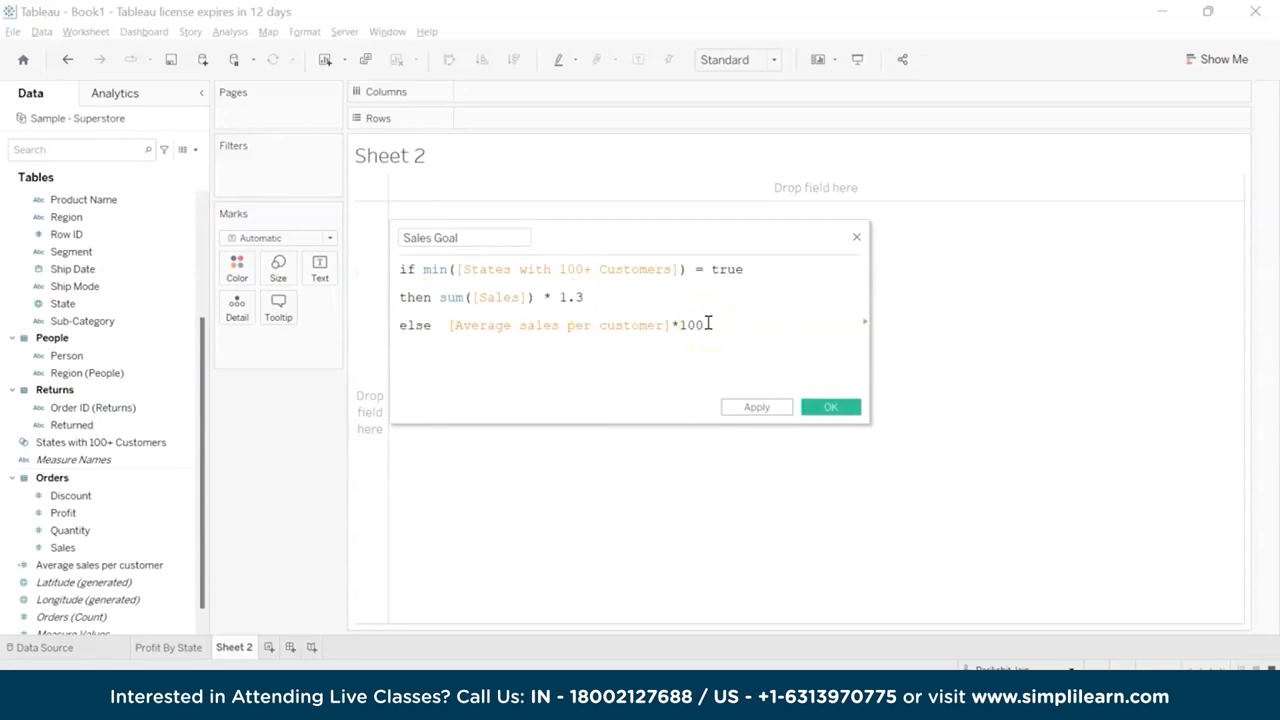 Tableau - Book1 - Tableau license expires in 12 days
File Data Worksheet Dashboard Story Analysis Map Format Server Window Help
Standard
Show Me
Data Analytics
Sample - Superstore
Search
Tables
Product Name
Region
Row ID
Segment
Ship Date
Ship Mode
State
Sub-Category
People
Person
Region (People)
Returns
Order ID (Returns)
Returned
States with 100+ Customers
Measure Names
Orders
Discount
Profit
Quantity
Sales
Average sales per customer
Latitude (generated)
Longitude (generated)
Orders (Count)
Measure Values
Pages
Filters
Marks
Automatic
Color Size Text
Detail Tooltip
Columns
Rows
Sheet 2
Drop field here
Drop
field
here
Sales Goal
if min([States with 100+ Customers]) = true
then sum([Sales]) * 1.3
else [Average sales per customer]*100
Apply OK
Data Source Profit By State Sheet 2
Interested in Attending Live Classes? Call Us: IN - 18002127688 / US - +1-6313970775 or visit www.simplilearn.com